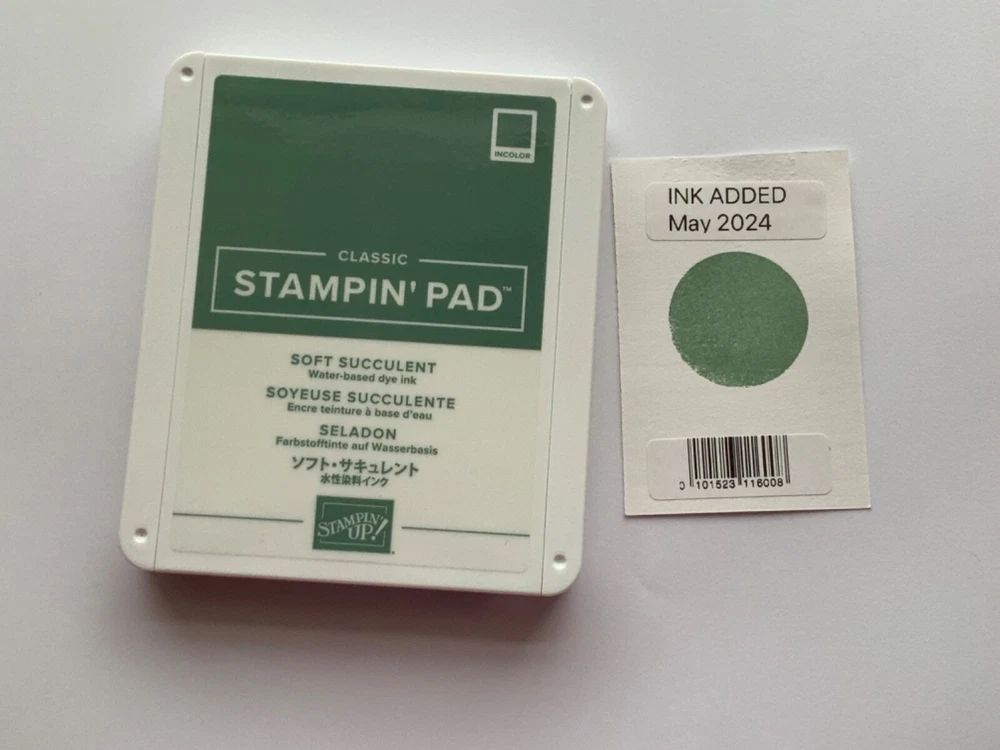 INCOLOR
CLASSIC
STAMPIN' PAD™
SOFT SUCCULENT
Water-based dye ink
SOYEUSE SUCCULENTE
Encre teinture à base d'eau
SELADON
Farbstofftinte auf Wasserbasis
ソフト・サキュレント
水性染料インク
STAMPIN'
UP!
INK ADDED
May 2024
0 101523 116008